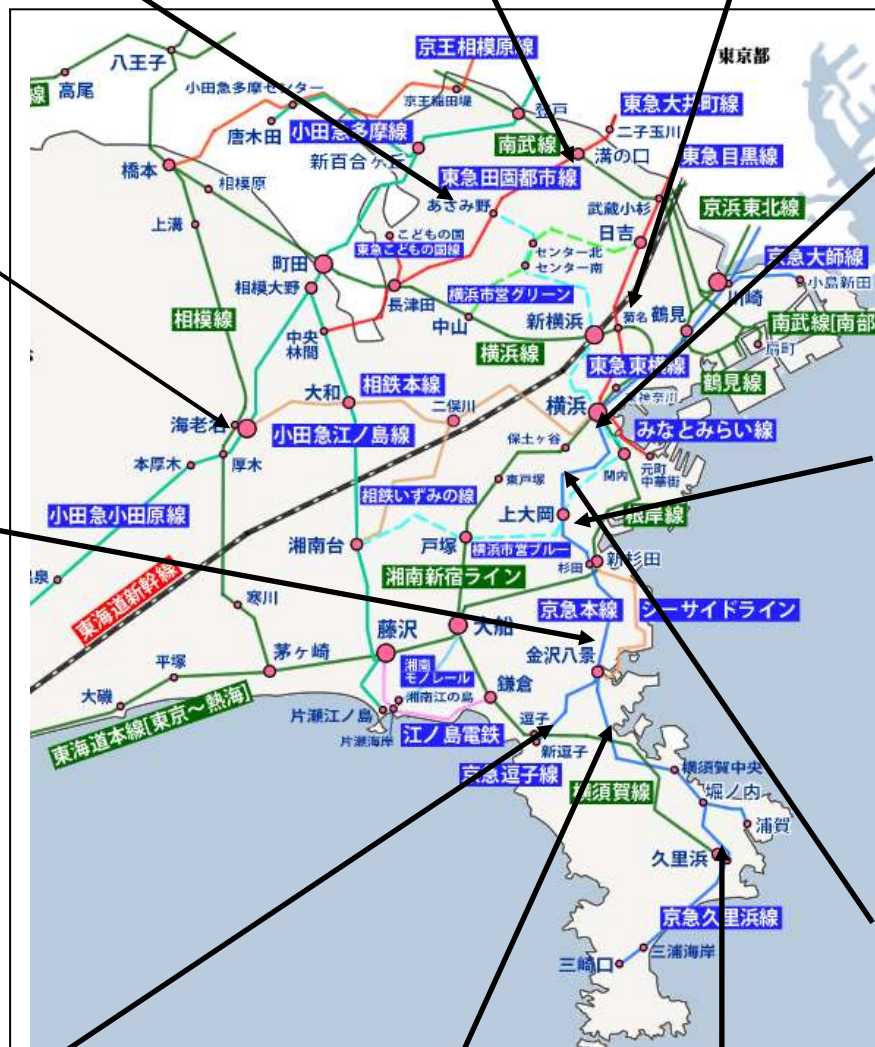 東京都
京王相模原線
八王子
高尾
線
小田急多摩センター
京王稲田堤
登戸
東急大井町線
唐木田
小田急多摩線
二子玉川
南武線
新百合ヶ丘
溝の口
東急目黒線
橋本
相模原
東急田園都市線
あざみ野
武蔵小杉
京浜東北線
上溝
こどもの国
東急こどもの国線
センター北
日吉
センター南
京急大師線
町田
相模大野
川崎
小島新田
長津田
横浜市営グリーン
相模線
中山
新横浜
菊名
鶴見
南武線[南部
中央
林間
横浜線
扇町
東急東横線
鶴見線
大和
相鉄本線
二俣川
横浜
東神奈川
海老名
小田急江ノ島線
保土ヶ谷
みなとみらい線
本厚木
厚木
関内
元町
中華街
東戸塚
小田急小田原線
相鉄いずみの線
上大岡
根岸線
湘南台
戸塚
横浜市営ブルー
杉田
新杉田
温泉
湘南新宿ライン
東海道新幹線
寒川
京急本線
シーサイドライン
藤沢
大船
茅ヶ崎
金沢八景
平塚
湘南
モノレール
大磯
湘南江の島
鎌倉
片瀬江ノ島
片瀬海岸
江ノ島電鉄
逗子
新逗子
東海道本線[東京〜熱海]
京急逗子線
横須賀線
横須賀中央
堀ノ内
浦賀
久里浜
京急久里浜線
三浦海岸
三崎口